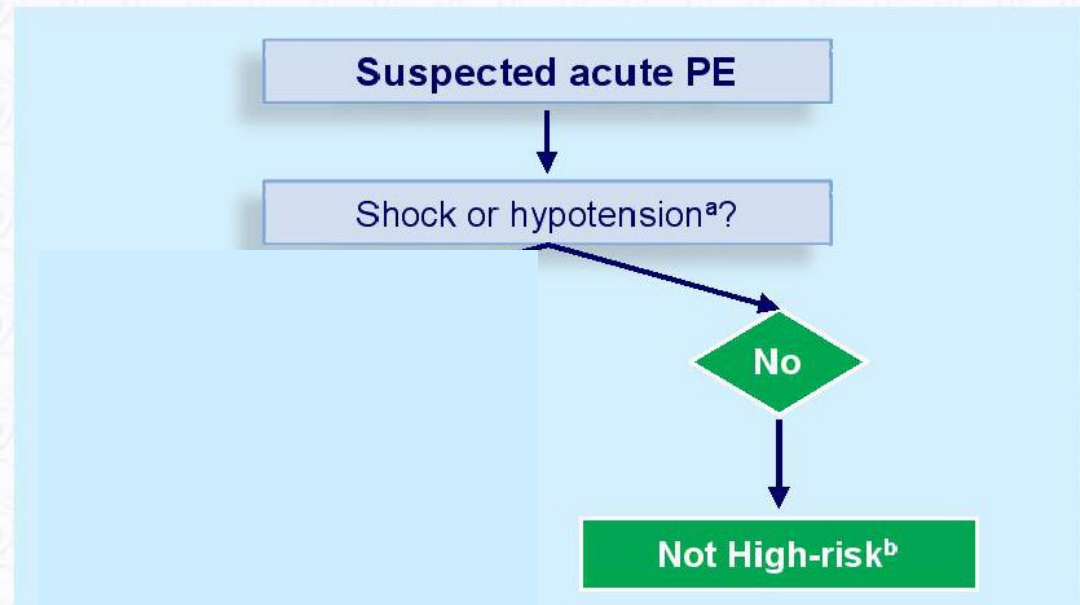 Suspected acute PE
Shock or hypotensionª?
No
Not High-riskᵇ